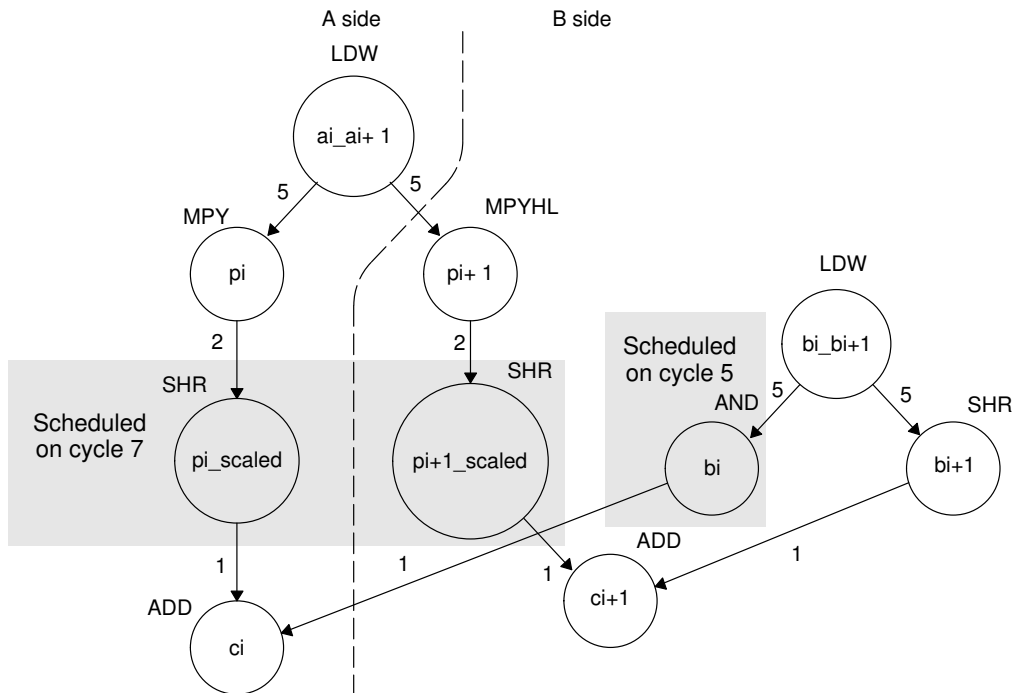 A side
B side
LDW
ai_ai+ 1
5
5
MPY
MPYHL
pi
pi+ 1
LDW
2
2
Scheduled
on cycle 5
bi_bi+1
SHR
SHR
AND
5
5
SHR
Scheduled
on cycle 7
pi_scaled
pi+1_scaled
bi
bi+1
1
1
1
1
ADD
ADD
ci
ci+1